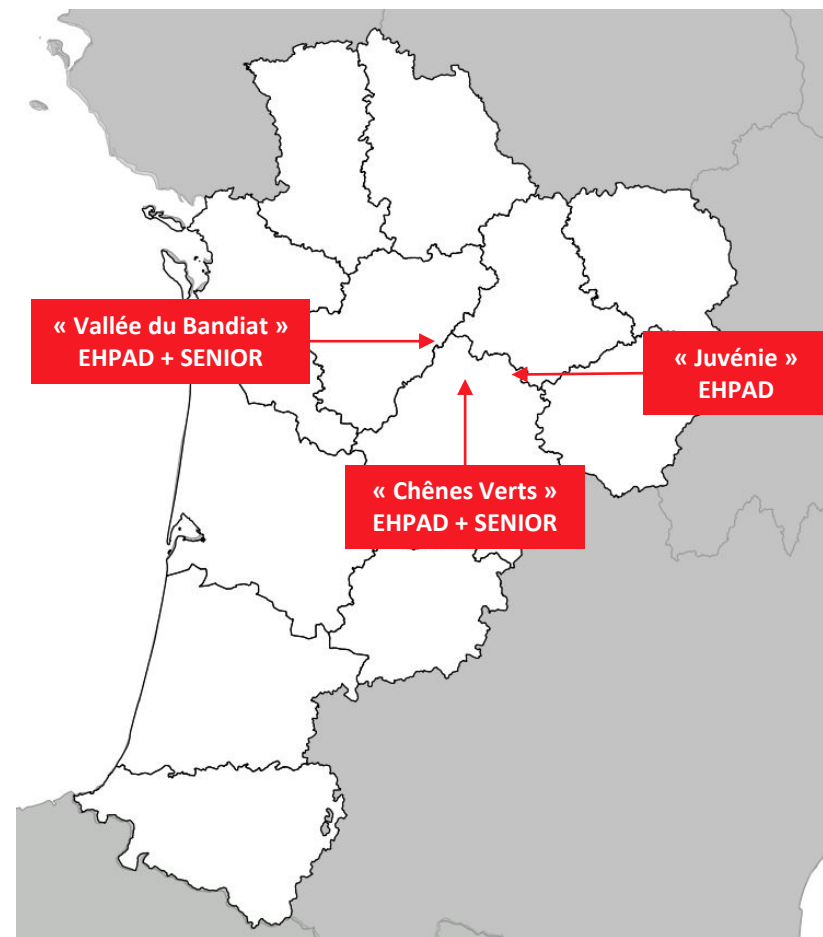 « Vallée du Bandiat »
EHPAD + SENIOR
« Juvénie »
EHPAD
« Chênes Verts »
EHPAD + SENIOR